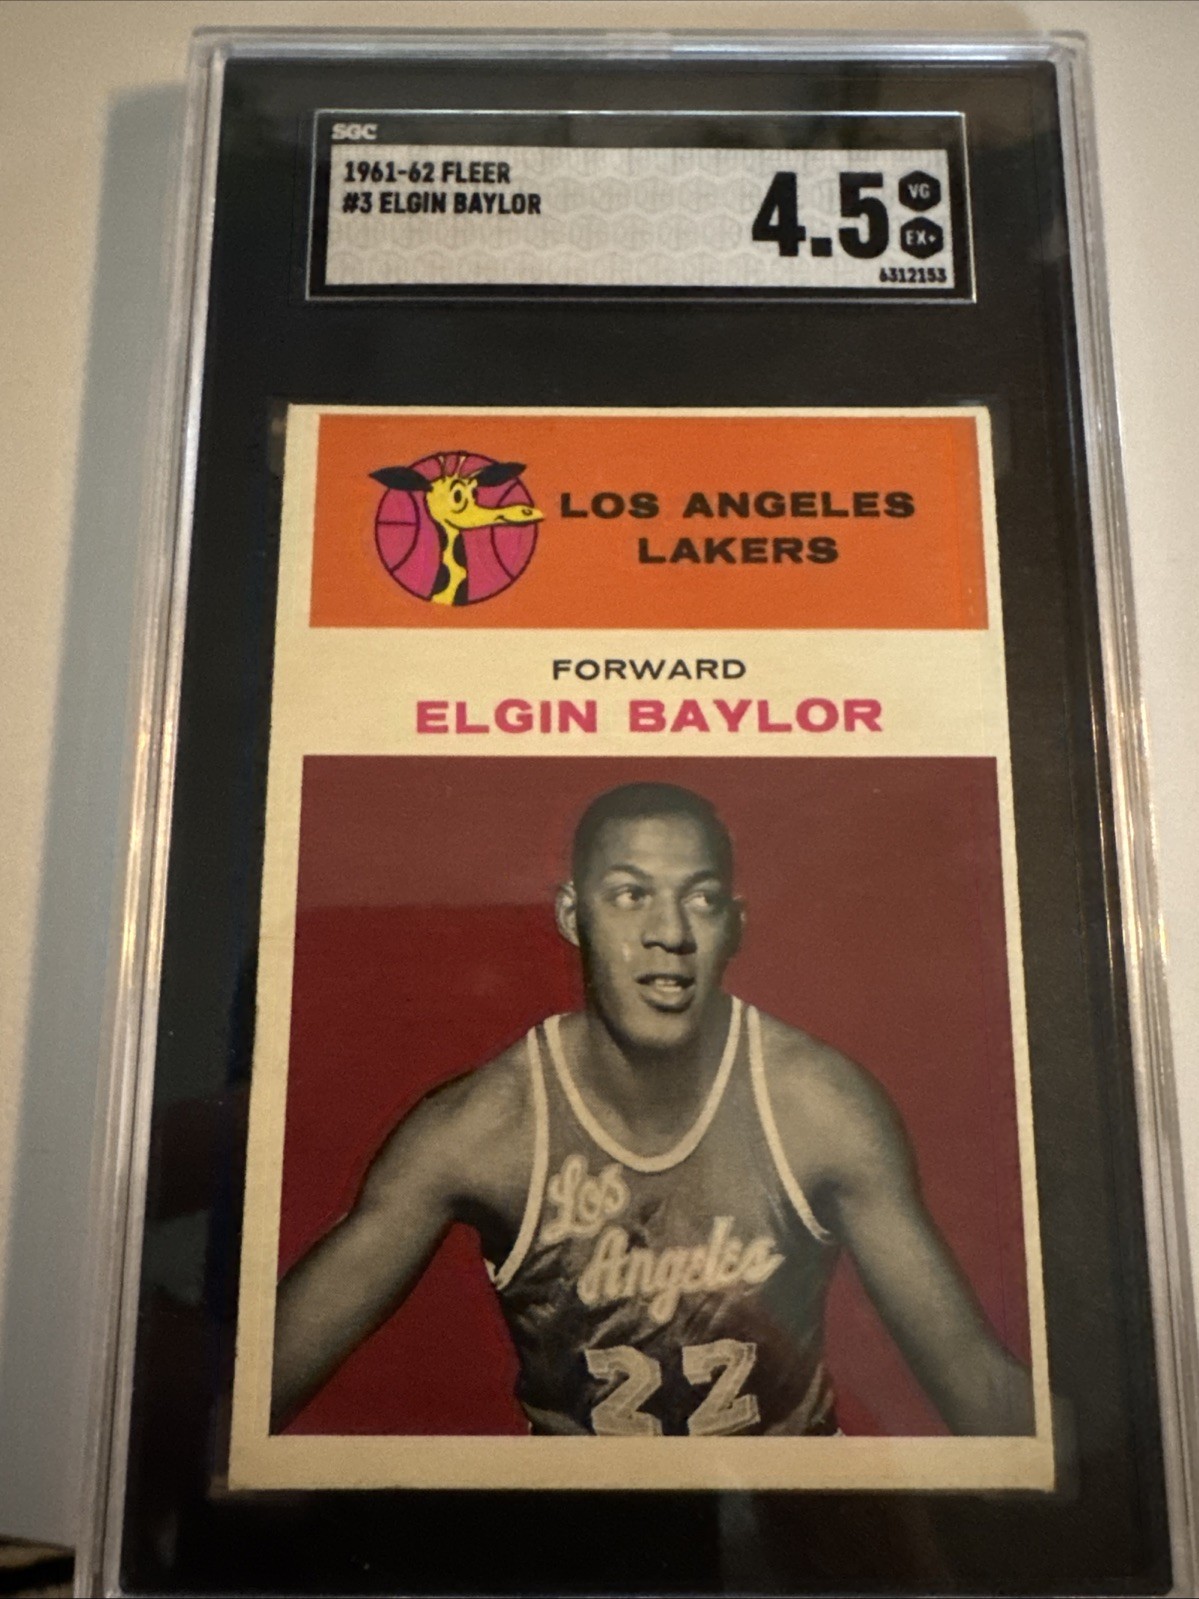 SGC
1961-62 FLEER
#3 ELGIN BAYLOR
4.5
VG
EX+
6312153
LOS ANGELES
LAKERS
FORWARD
ELGIN BAYLOR
Los
Angeles
22